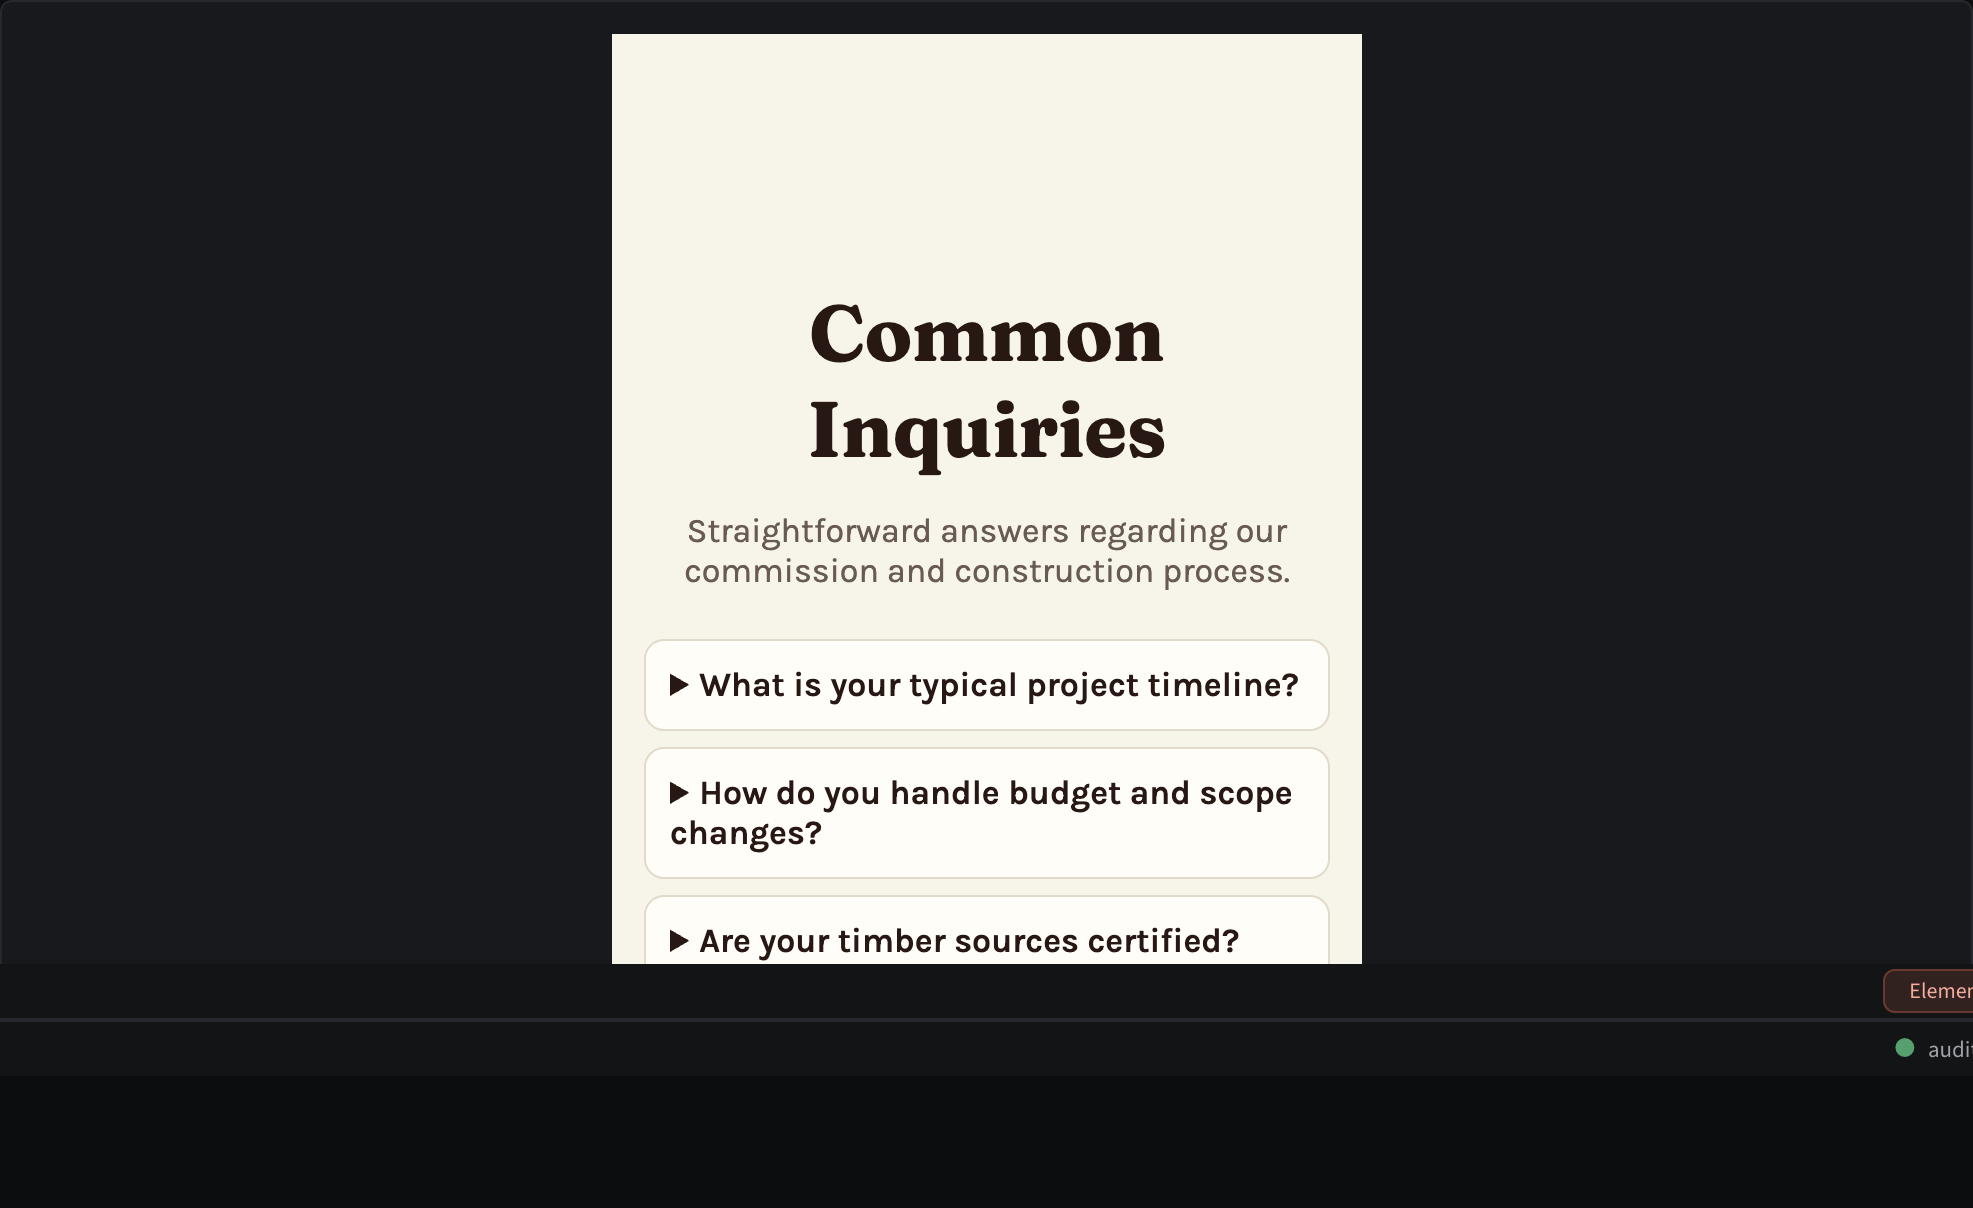 Common
Inquiries
Straightforward answers regarding our
commission and construction process.
What is your typical project timeline?
How do you handle budget and scope
changes?
Are your timber sources certified?